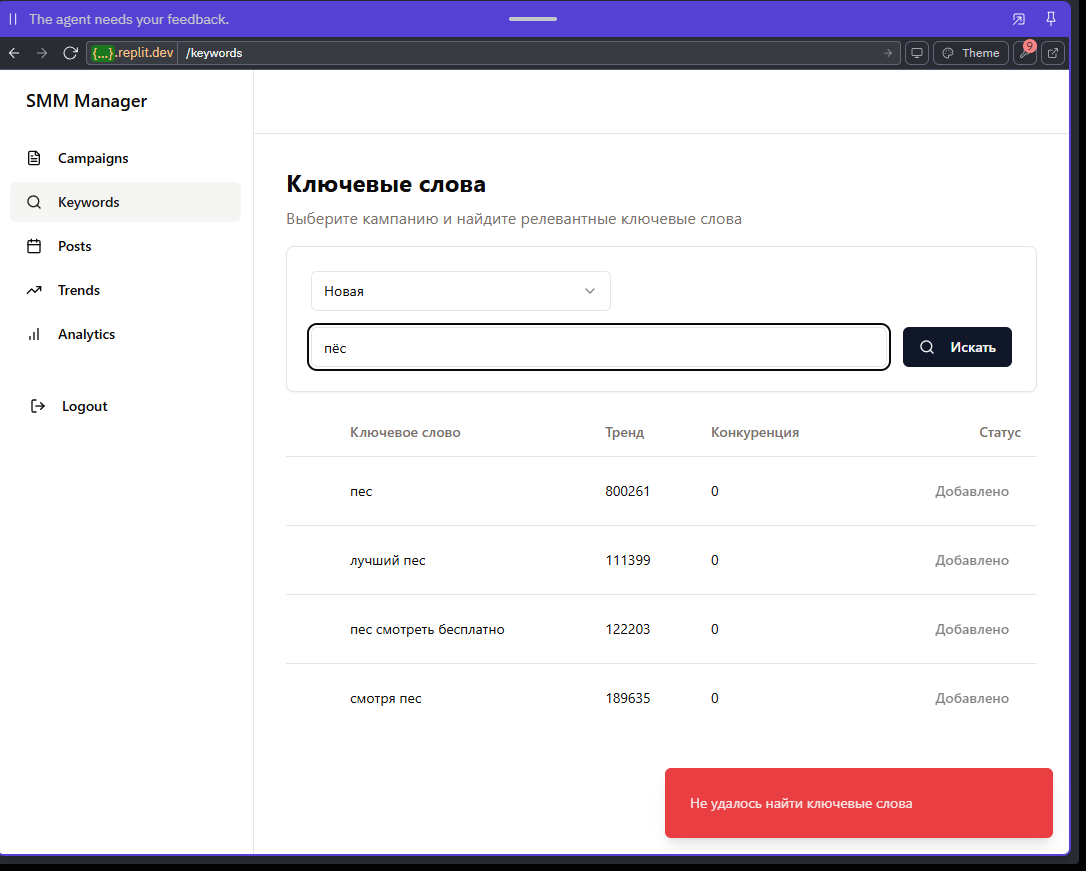 The agent needs your feedback.
{...}.replit.dev /keywords
Theme
9
SMM Manager
Campaigns
Keywords
Posts
Trends
Analytics
Logout
Ключевые слова
Выберите кампанию и найдите релевантные ключевые слова
Новая
пёс
Искать
Ключевое слово Тренд Конкуренция Статус
пес 800261 0 Добавлено
лучший пес 111399 0 Добавлено
пес смотреть бесплатно 122203 0 Добавлено
смотря пес 189635 0 Добавлено
Не удалось найти ключевые слова